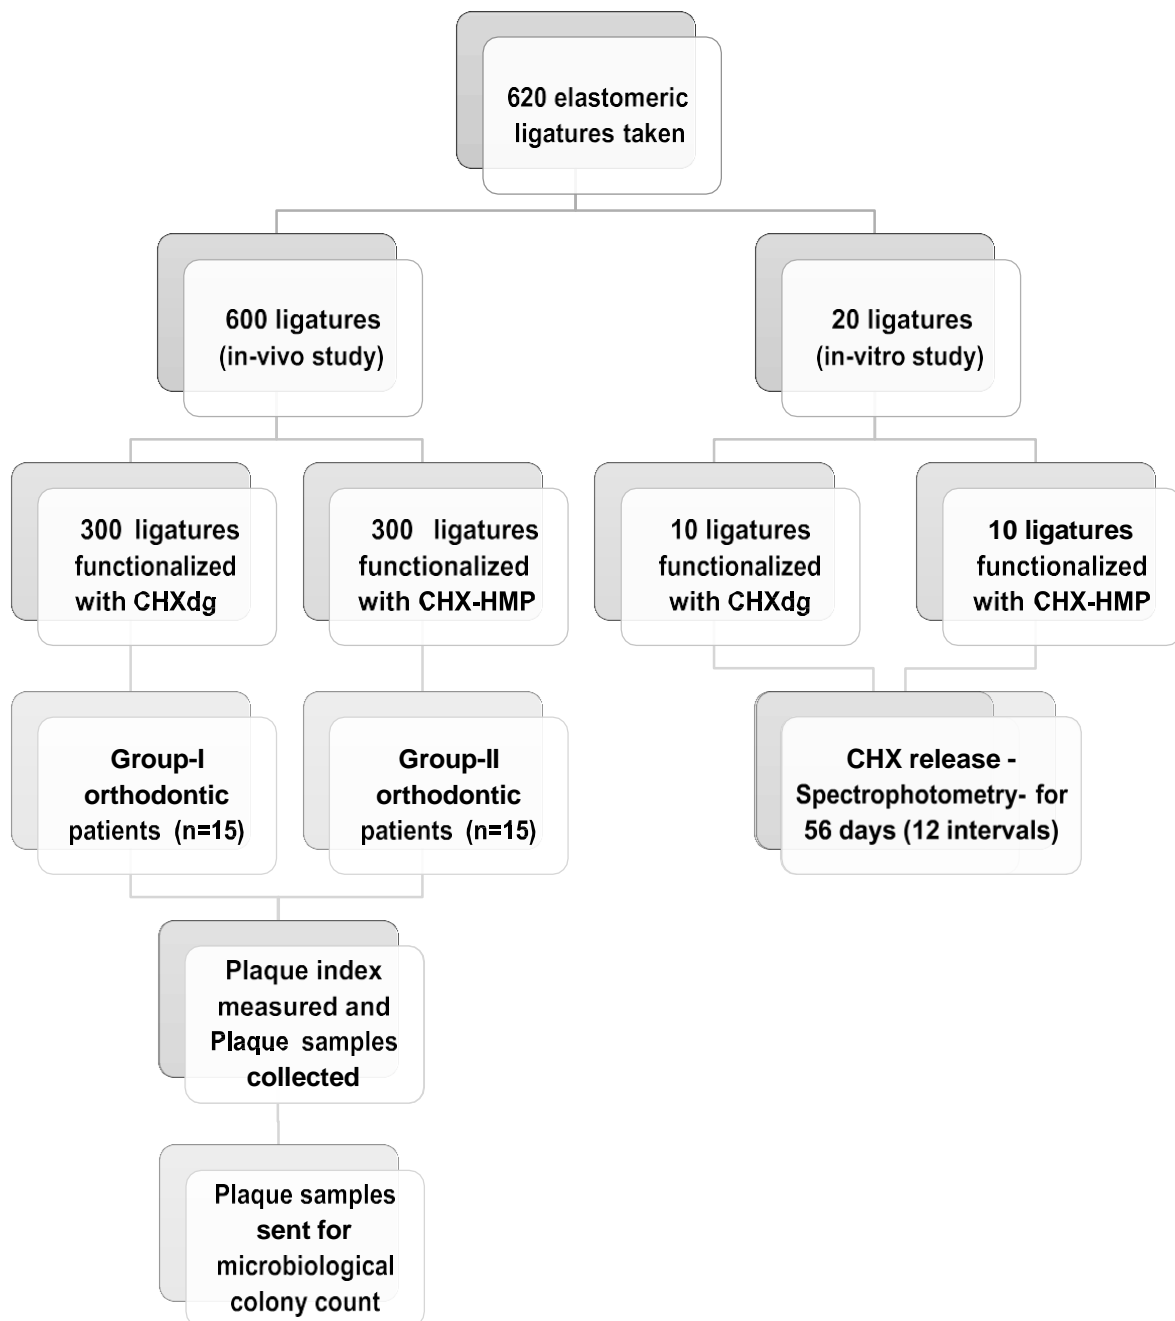 620 elastomeric
ligatures taken
600 ligatures
(in-vivo study)
20 ligatures
(in-vitro study)
300 ligatures
functionalized
with CHXdg
300 ligatures
functionalized
with CHX-HMP
10 ligatures
functionalized
with CHXdg
10 ligatures
functionalized
with CHX-HMP
Group-I
orthodontic
patients (n=15)
Group-II
orthodontic
patients (n=15)
CHX release -
Spectrophotometry- for
56 days (12 intervals)
Plaque index
measured and
Plaque samples
collected
Plaque samples
sent for
microbiological
colony count